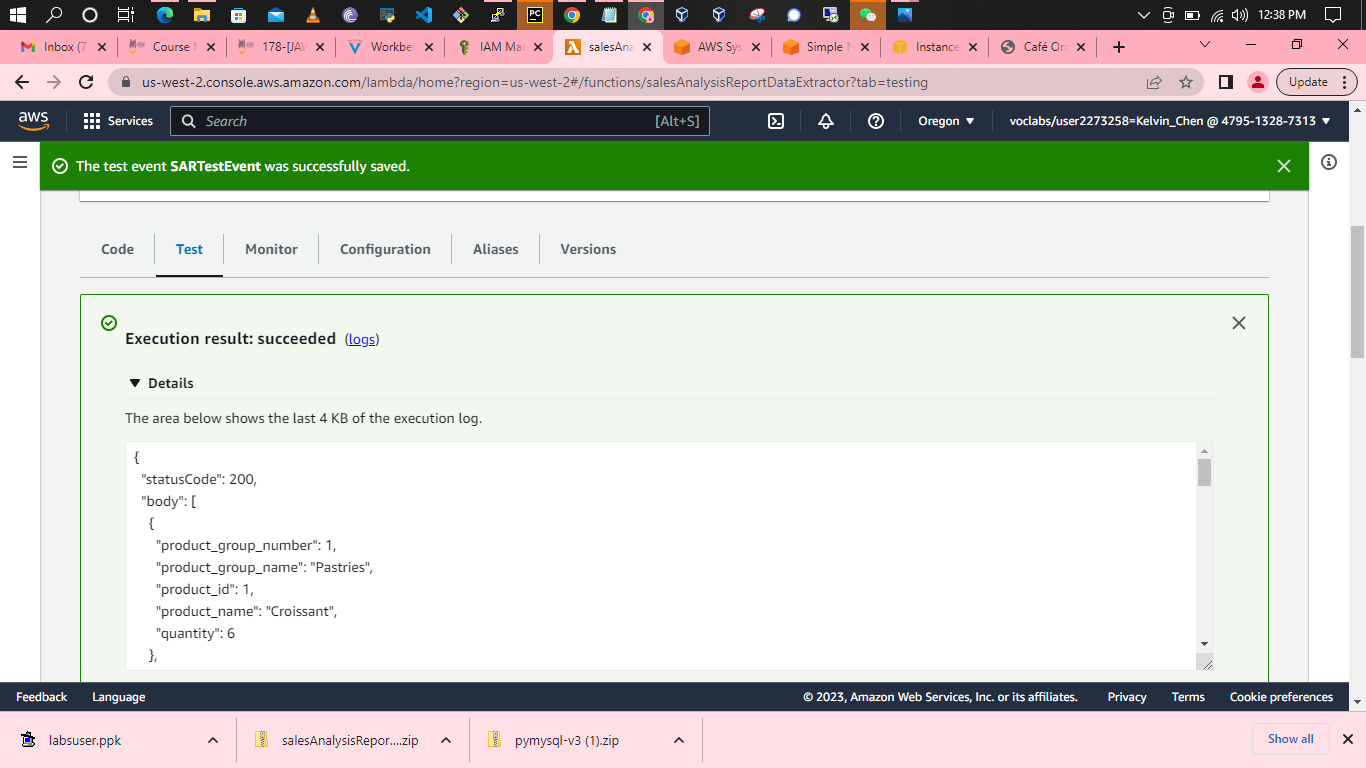 12:38 PM
Inbox (7
Course M
178-[JAV
Workben
IAM Man
salesAna
AWS Sys
Simple N
Instance
Café Ord
us-west-2.console.aws.amazon.com/lambda/home?region=us-west-2#/functions/salesAnalysisReportDataExtractor?tab=testing
Update
aws
Services
Search
[Alt+S]
Oregon
voclabs/user2273258=Kelvin_Chen @ 4795-1328-7313
The test event SARTestEvent was successfully saved.
Code
Test
Monitor
Configuration
Aliases
Versions
Execution result: succeeded (logs)
Details
The area below shows the last 4 KB of the execution log.
{
"statusCode": 200,
"body": [
{
"product_group_number": 1,
"product_group_name": "Pastries",
"product_id": 1,
"product_name": "Croissant",
"quantity": 6
},
Feedback
Language
© 2023, Amazon Web Services, Inc. or its affiliates.
Privacy
Terms
Cookie preferences
labsuser.ppk
salesAnalysisRepor....zip
pymysql-v3 (1).zip
Show all